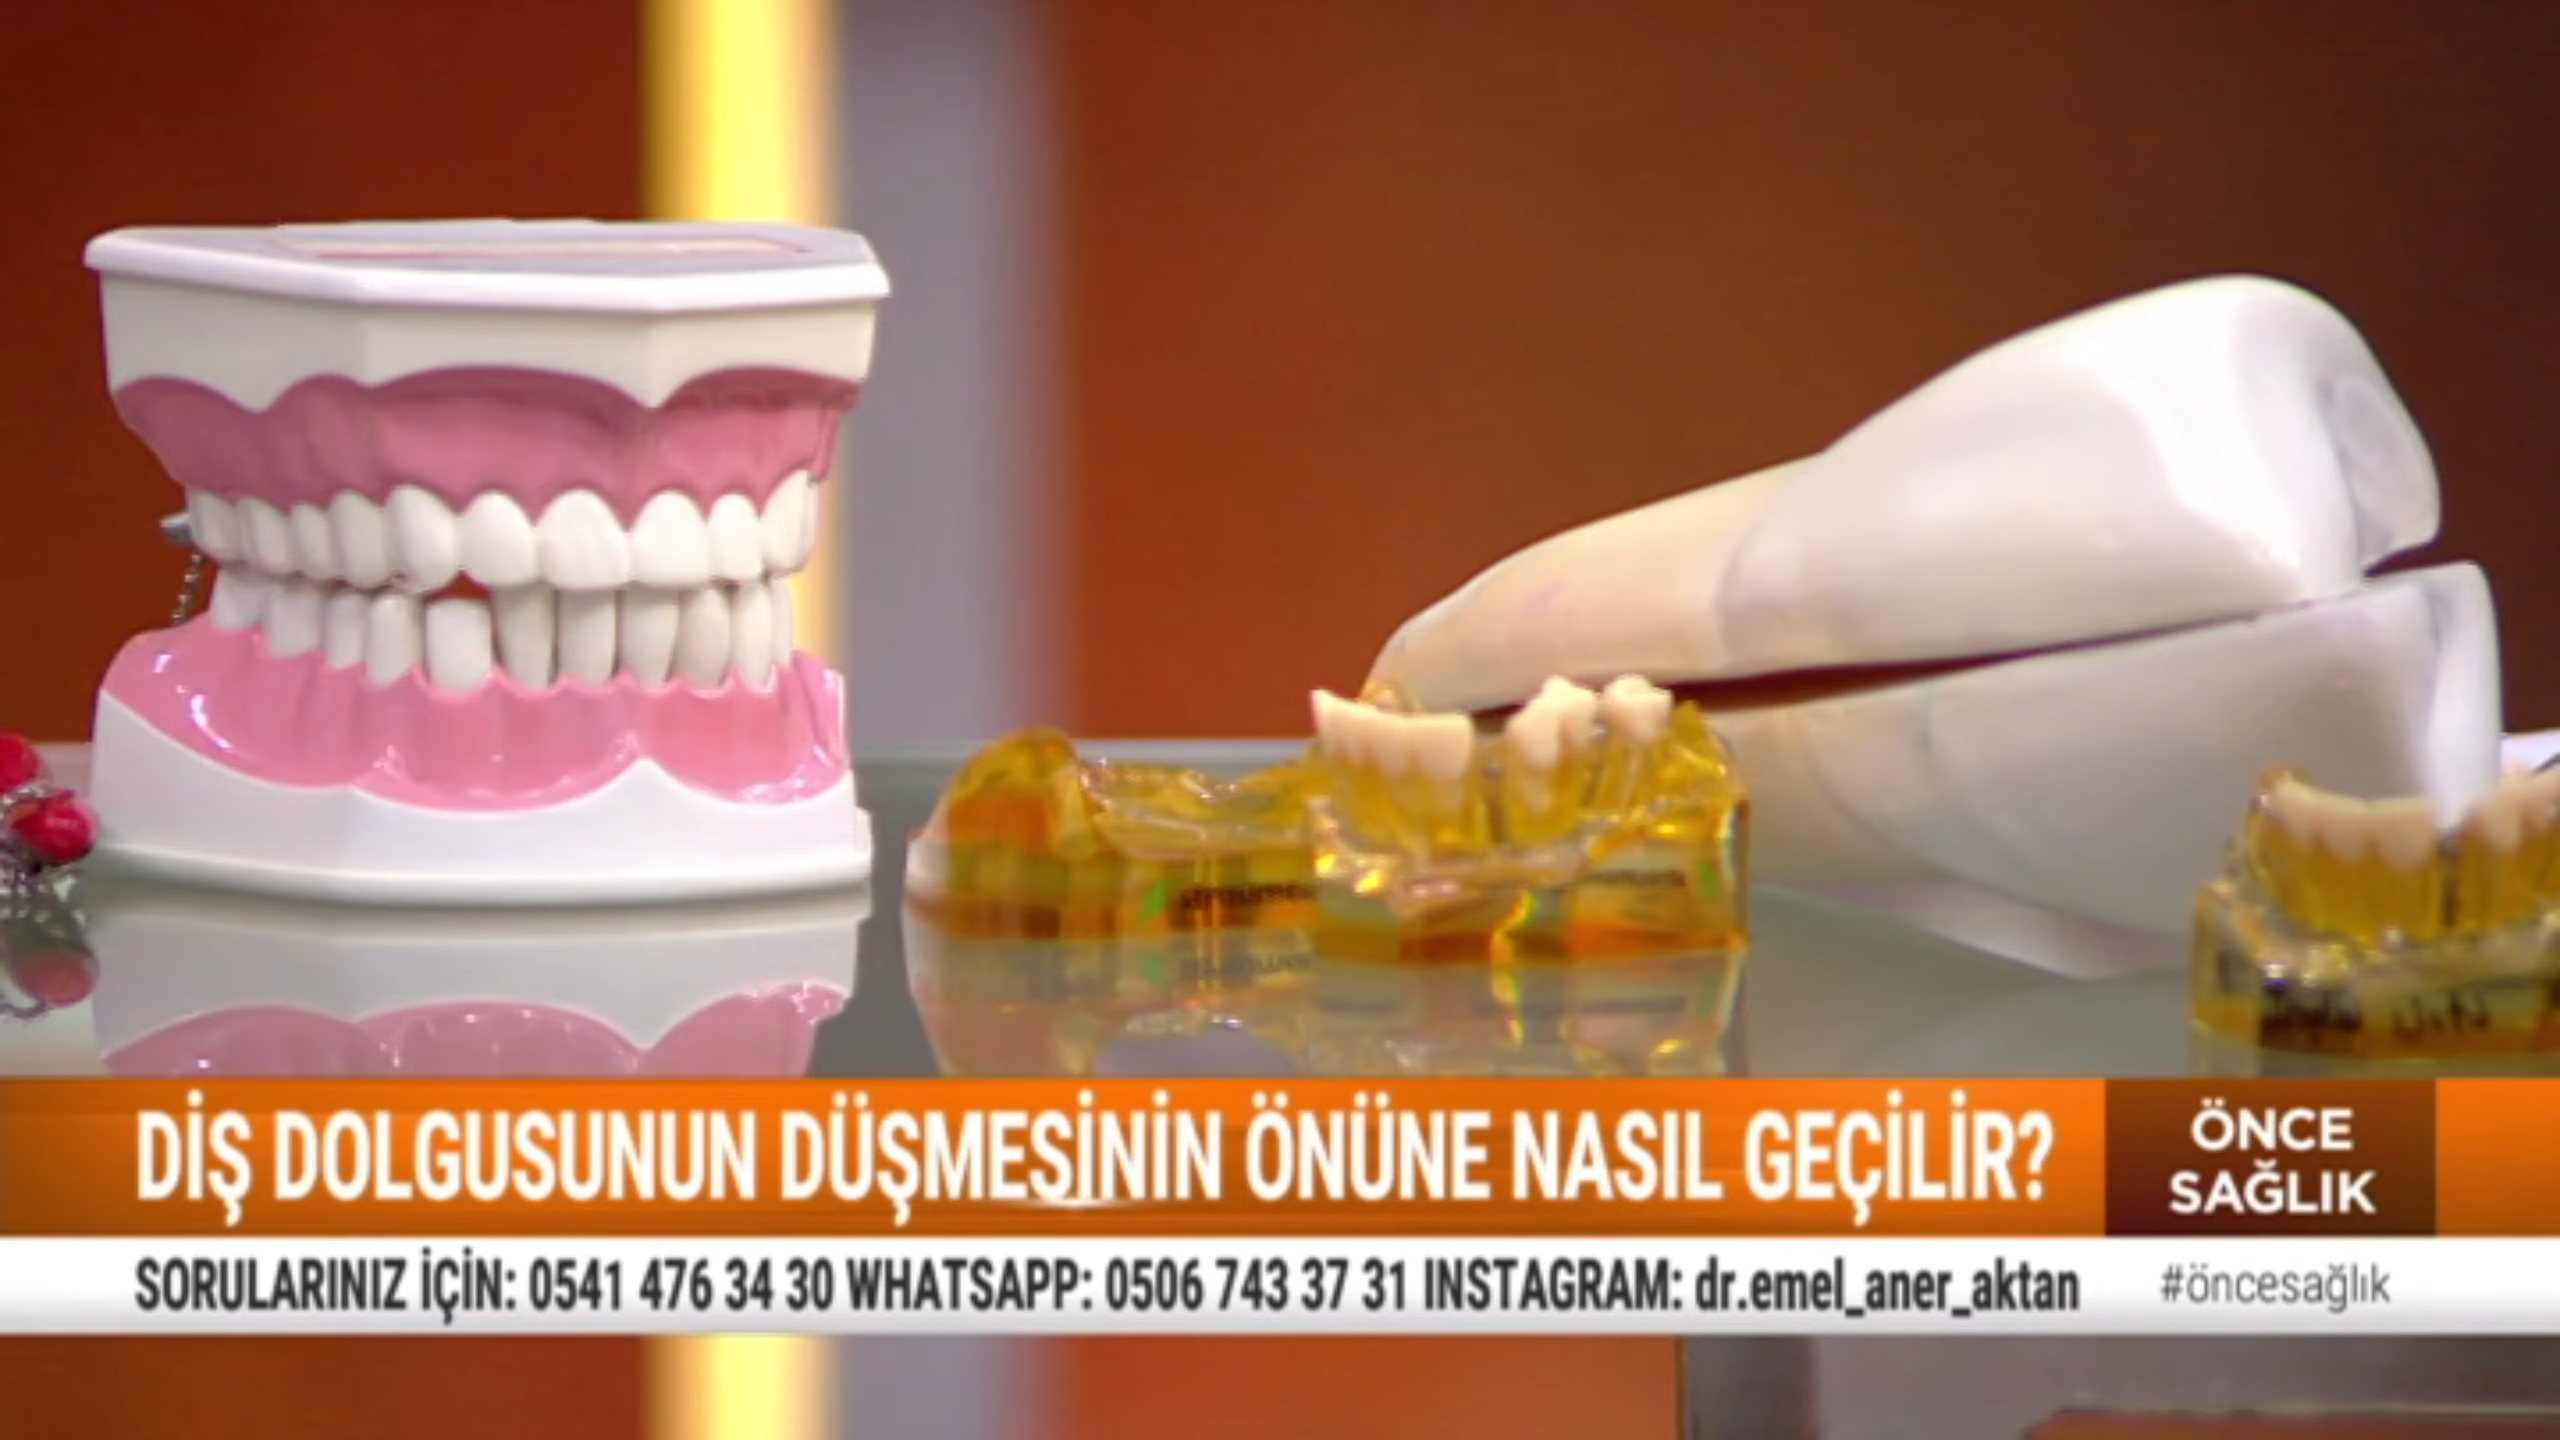 DİŞ DOLGUSUNUN DÜŞMESİNİN ÖNÜNE NASIL GEÇİLİR?
ÖNCE
SAĞLIK
SORULARINIZ İÇİN: 0541 476 34 30 WHATSAPP: 0506 743 37 31 INSTAGRAM: dr.emel_aner_aktan
#öncesağlık